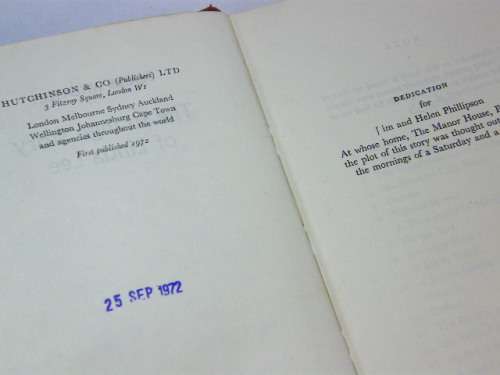 HUTCHINSON & CO (Publishers) LTD
3 Fitzroy Square, London W1
London Melbourne Sydney Auckland
Wellington Johannesburg Cape Town
and agencies throughout the world
First published 1972
25 SEP 1972
DEDICATION
for
Jim and Helen Phillipson
At whose home, The Manor House,
the plot of this story was thought out
the mornings of a Saturday and a